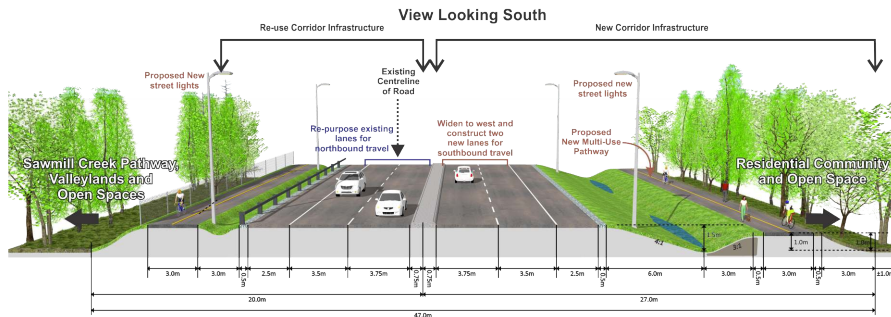 View Looking South
Re-use Corridor Infrastructure
New Corridor Infrastructure
Proposed New
street lights
Existing
Centreline
of Road
Re-purpose existing
lanes for
northbound travel
Widen to west and
construct two
new lanes for
southbound travel
Proposed new
street lights
Proposed
New Multi-Use
Pathway
Sawmill Creek Pathway,
Valleylands and
Open Spaces
Residential Community
and Open Space
4:1
3:1
1.5m
1.0m
1.0m
3.0m
3.0m
0.5m
2.5m
3.5m
3.75m
0.75m
0.75m
3.75m
3.5m
2.5m
0.5m
6.0m
3.0m
0.5m
3.0m
0.5m
3.0m
±1.0m
20.0m
27.0m
47.0m